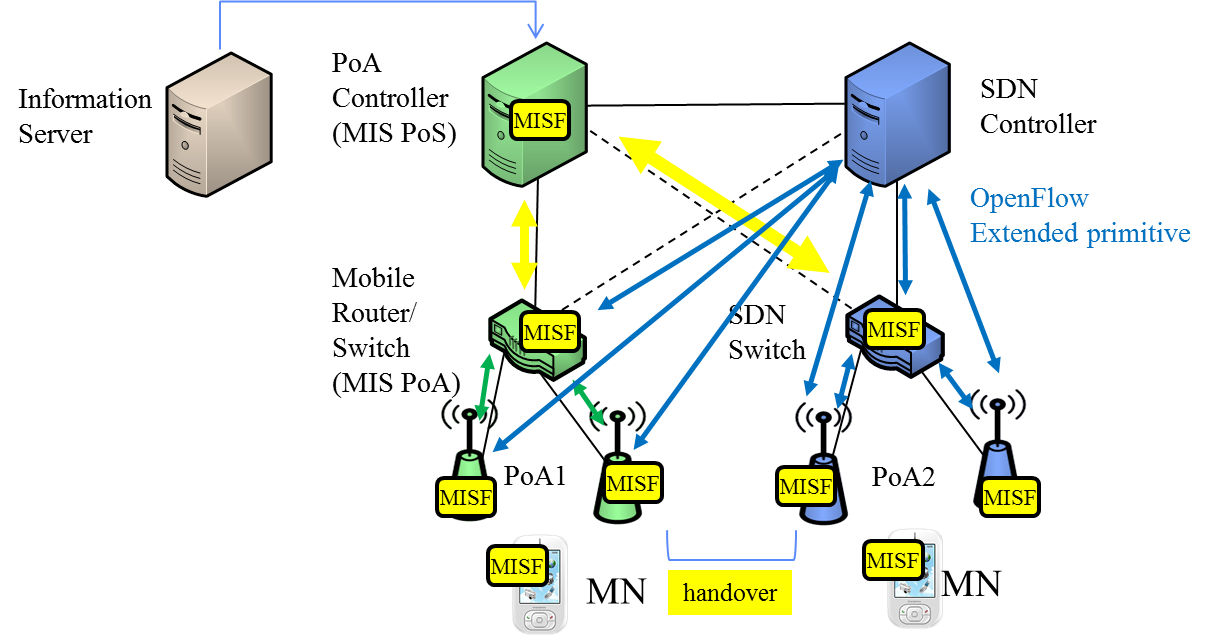 Information
Server
PoA
Controller
(MIS PoS)
MISF
SDN
Controller
OpenFlow
Extended primitive
Mobile
Router/
Switch
(MIS PoA)
MISF
SDN
Switch
MISF
MISF
PoA1
MISF
MISF
PoA2
MISF
MISF
MN
handover
MISF
MN